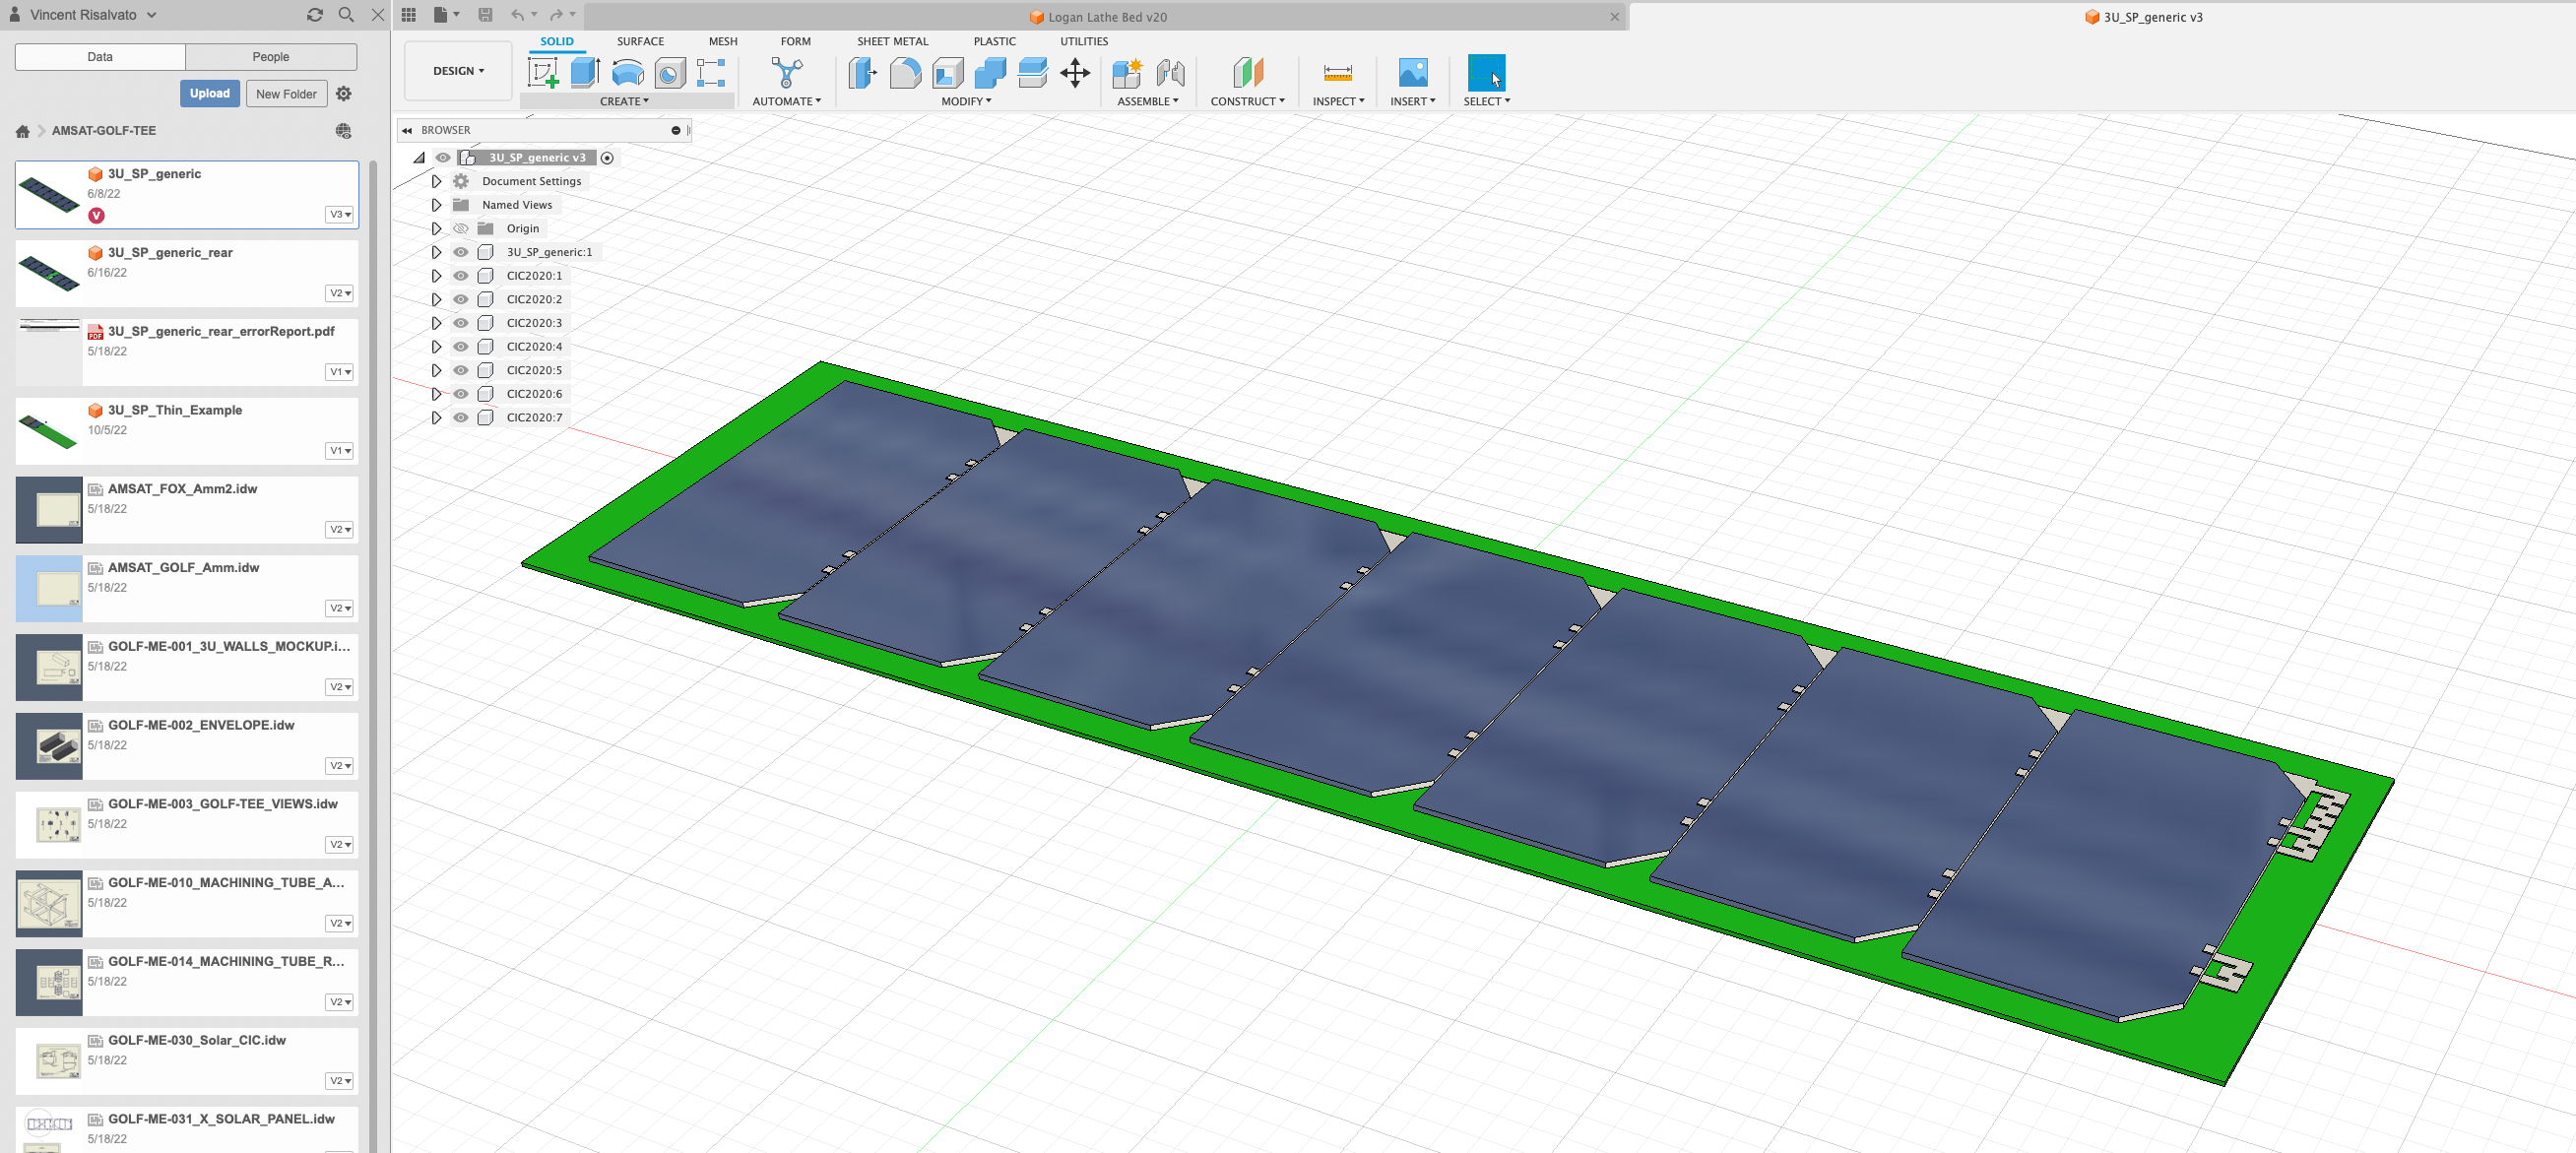 Vincent Risalvato
Data
People
Upload
New Folder
AMSAT-GOLF-TEE
3U_SP_generic
6/8/22
V
V3
3U_SP_generic_rear
6/16/22
V2
PDF
3U_SP_generic_rear_errorReport.pdf
5/18/22
V1
3U_SP_Thin_Example
10/5/22
V1
AMSAT_FOX_Amm2.idw
5/18/22
V2
AMSAT_GOLF_Amm.idw
5/18/22
V2
GOLF-ME-001_3U_WALLS_MOCKUP.i...
5/18/22
V2
GOLF-ME-002_ENVELOPE.idw
5/18/22
V2
GOLF-ME-003_GOLF-TEE_VIEWS.idw
5/18/22
V2
GOLF-ME-010_MACHINING_TUBE_A...
5/18/22
V2
GOLF-ME-014_MACHINING_TUBE_R...
5/18/22
V2
GOLF-ME-030_Solar_CIC.idw
5/18/22
V2
GOLF-ME-031_X_SOLAR_PANEL.idw
5/18/22
Logan Lathe Bed v20
3U_SP_generic v3
DESIGN
SOLID
SURFACE
MESH
FORM
SHEET METAL
PLASTIC
UTILITIES
CREATE
AUTOMATE
MODIFY
ASSEMBLE
CONSTRUCT
INSPECT
INSERT
SELECT
BROWSER
3U_SP_generic v3
Document Settings
Named Views
Origin
3U_SP_generic:1
CIC2020:1
CIC2020:2
CIC2020:3
CIC2020:4
CIC2020:5
CIC2020:6
CIC2020:7